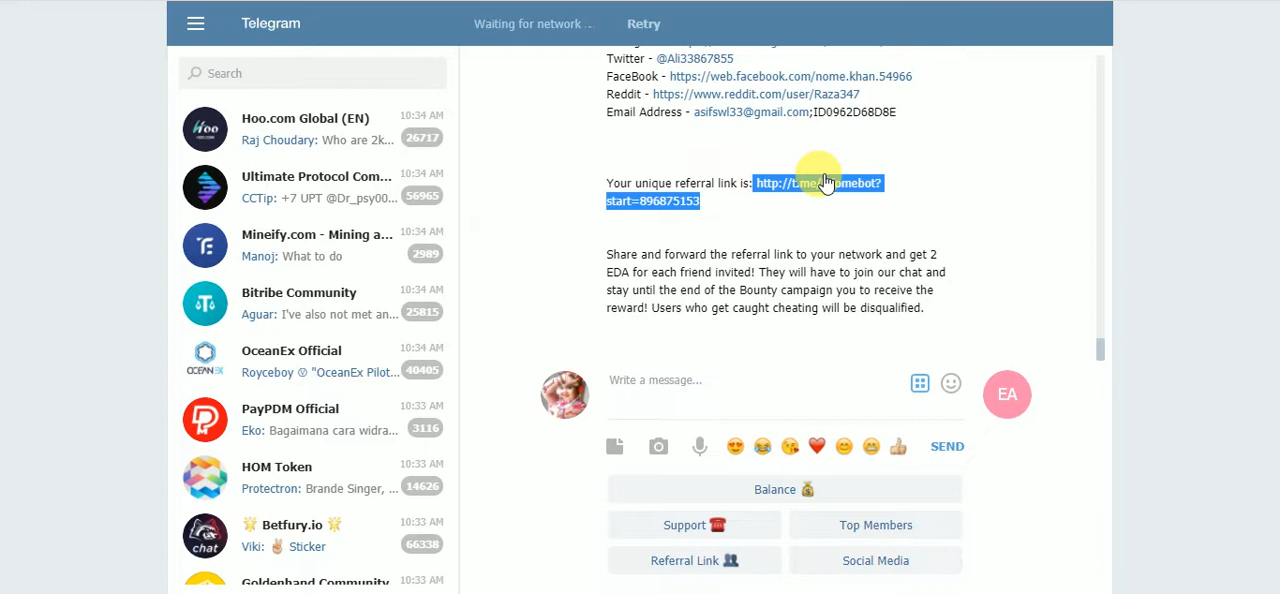 Telegram
Waiting for network ...
Retry
Search
Hoo.com Global (EN)
10:34 AM
Raj Choudary: Who are 2k...
26717
Ultimate Protocol Com...
10:34 AM
CCTip: +7 UPT @Dr_psy00...
56965
Mineify.com - Mining a...
10:34 AM
Manoj: What to do
2989
Bitribe Community
10:34 AM
Aguar: I've also not met an...
25815
OceanEx Official
10:34 AM
Royceboy ☹ "OceanEx Pilot...
40405
PayPDM Official
10:33 AM
Eko: Bagaimana cara widra...
3116
HOM Token
10:33 AM
Protectron: Brande Singer, ...
14626
🌟 Betfury.io 🌟
10:33 AM
Viki: ✌🏼 Sticker
66338
Goldenhand Community
10:33 AM
Hoo
OCEANEX
chat
Twitter - @Ali33867855
FaceBook - https://web.facebook.com/nome.khan.54966
Reddit - https://www.reddit.com/user/Raza347
Email Address - asifswl33@gmail.com;ID0962D68D8E
Your unique referral link is: http://t.me/
start=896875153
Share and forward the referral link to your network and get 2
EDA for each friend invited! They will have to join our chat and
stay until the end of the Bounty campaign you to receive the
reward! Users who get caught cheating will be disqualified.
Write a message...
EA
SEND
Balance 💰
Support ☎
Top Members
Referral Link 👥
Social Media